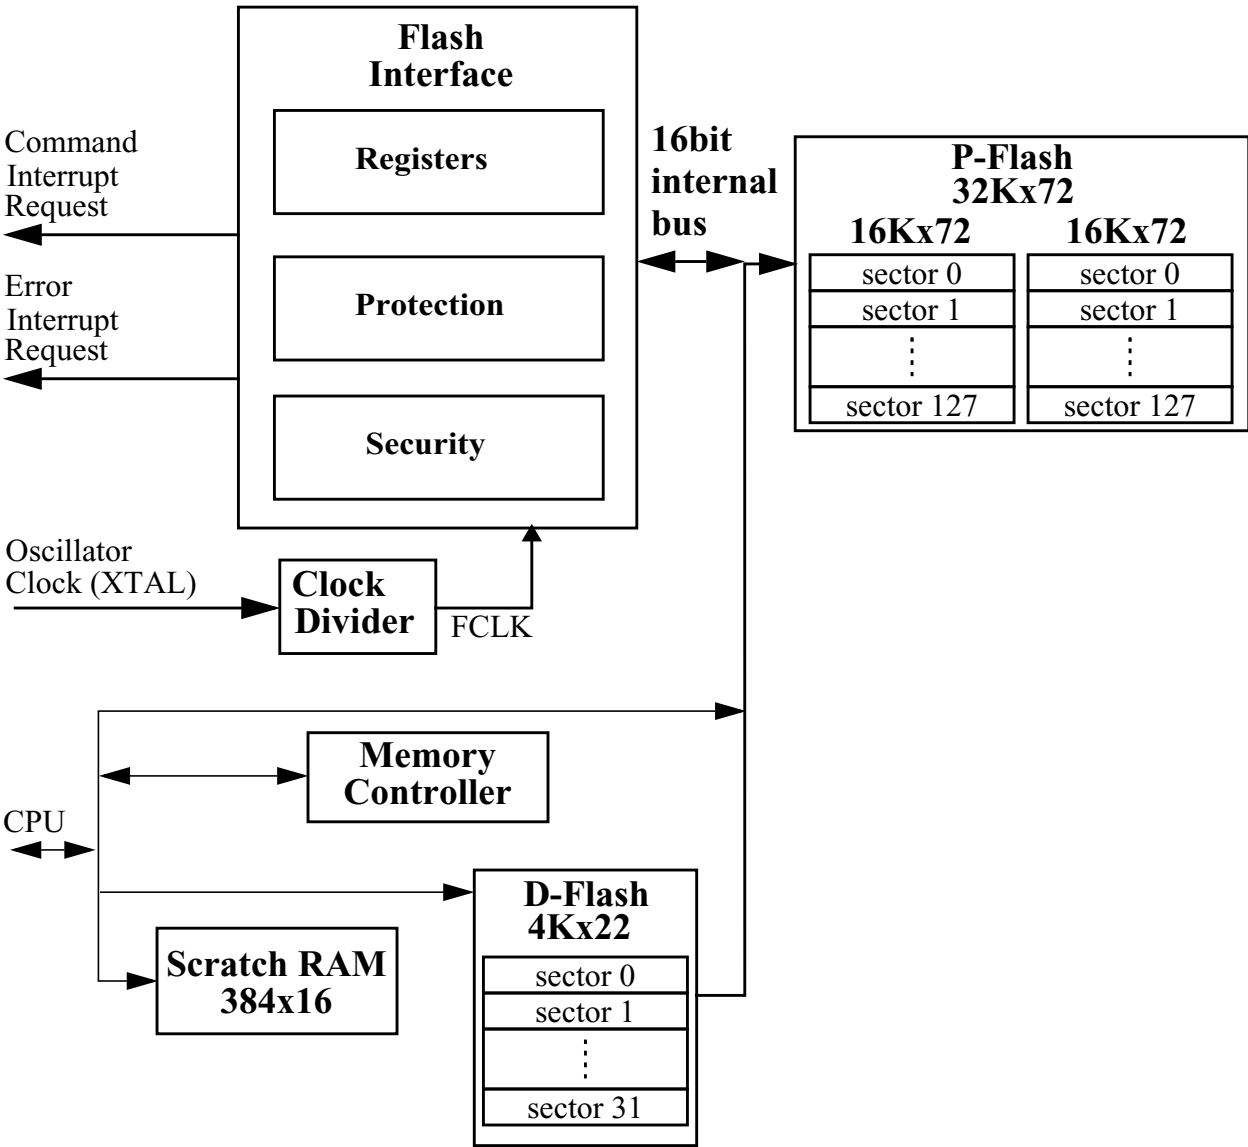 Flash
Interface
Registers
Protection
Security
Command
Interrupt
Request
Error
Interrupt
Request
16bit
internal
bus
P-Flash
32Kx72
16Kx72 16Kx72
sector 0 sector 0
sector 1 sector 1
sector 127 sector 127
Oscillator
Clock (XTAL)
Clock
Divider
FCLK
Memory
Controller
CPU
D-Flash
4Kx22
sector 0
sector 1
sector 31
Scratch RAM
384x16